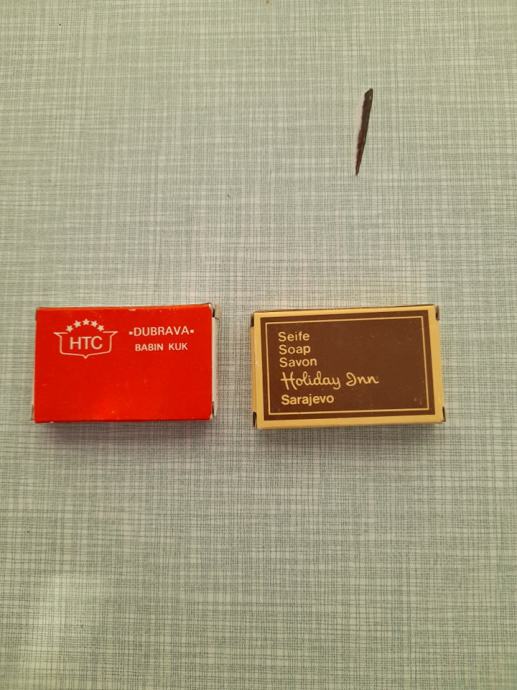 HTC
•DUBRAVA•
BABIN KUK
Seife
Soap
Savon
Holiday Inn
Sarajevo